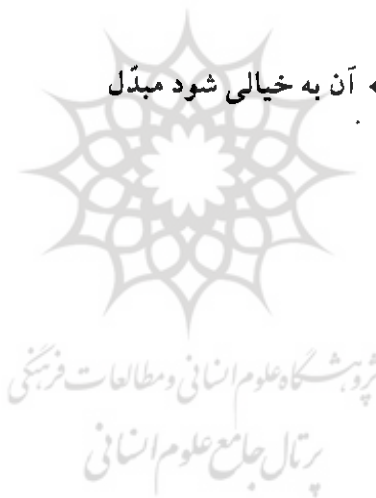 آن به خیالی شود مبدّل
پژوهشگاه علوم انسانی و مطالعات فرهنگی
پرتال جامع علوم انسانی